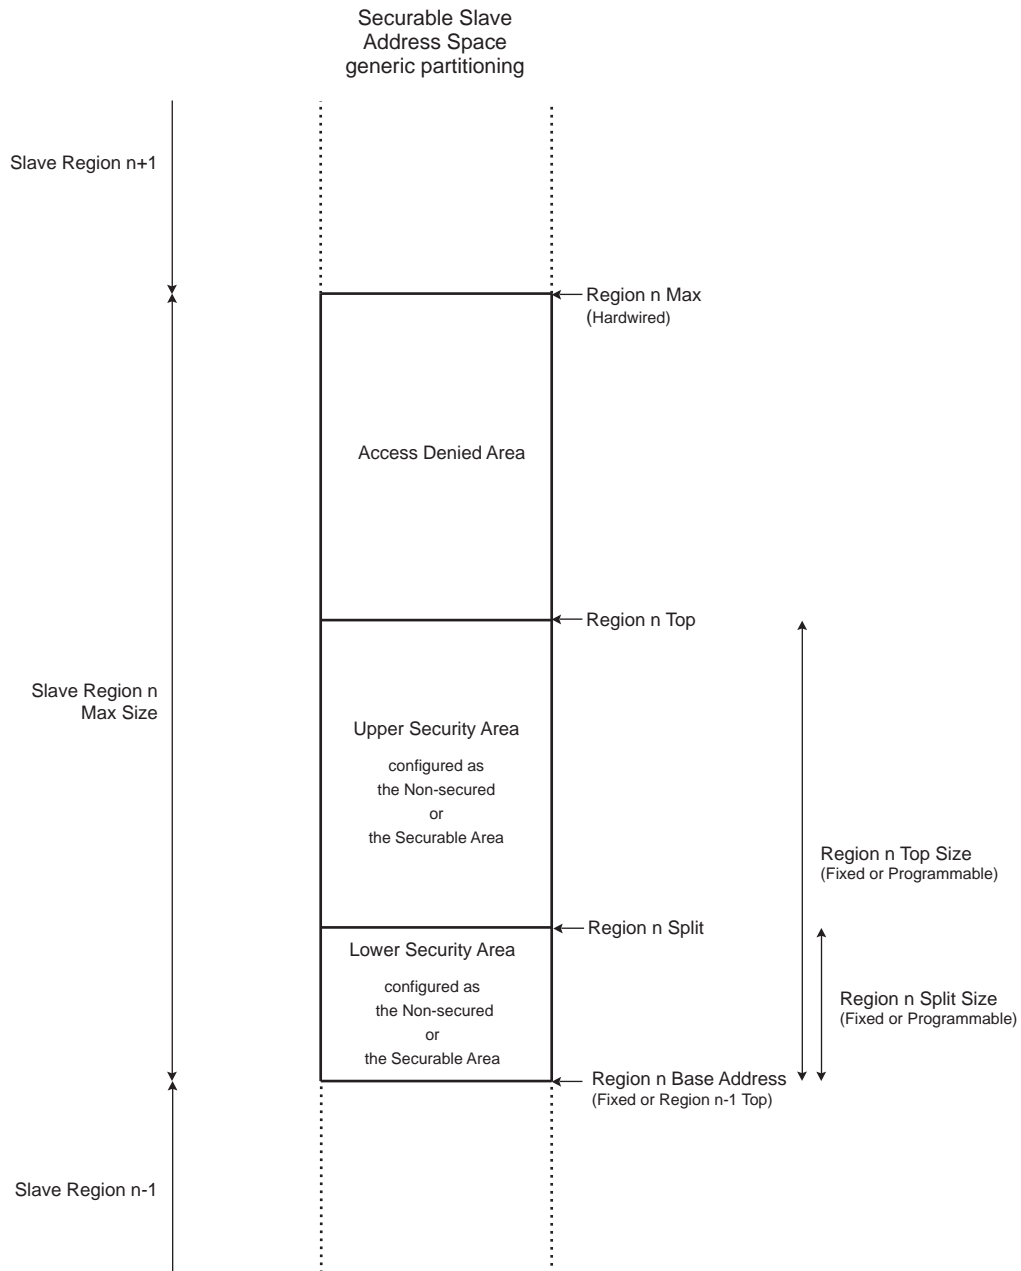 Securable Slave
Address Space
generic partitioning
Slave Region n+1
Region n Max
(Hardwired)
Access Denied Area
Region n Top
Slave Region n
Max Size
Upper Security Area
configured as
the Non-secured
or
the Securable Area
Region n Top Size
(Fixed or Programmable)
Region n Split
Lower Security Area
configured as
the Non-secured
or
the Securable Area
Region n Split Size
(Fixed or Programmable)
Region n Base Address
(Fixed or Region n-1 Top)
Slave Region n-1